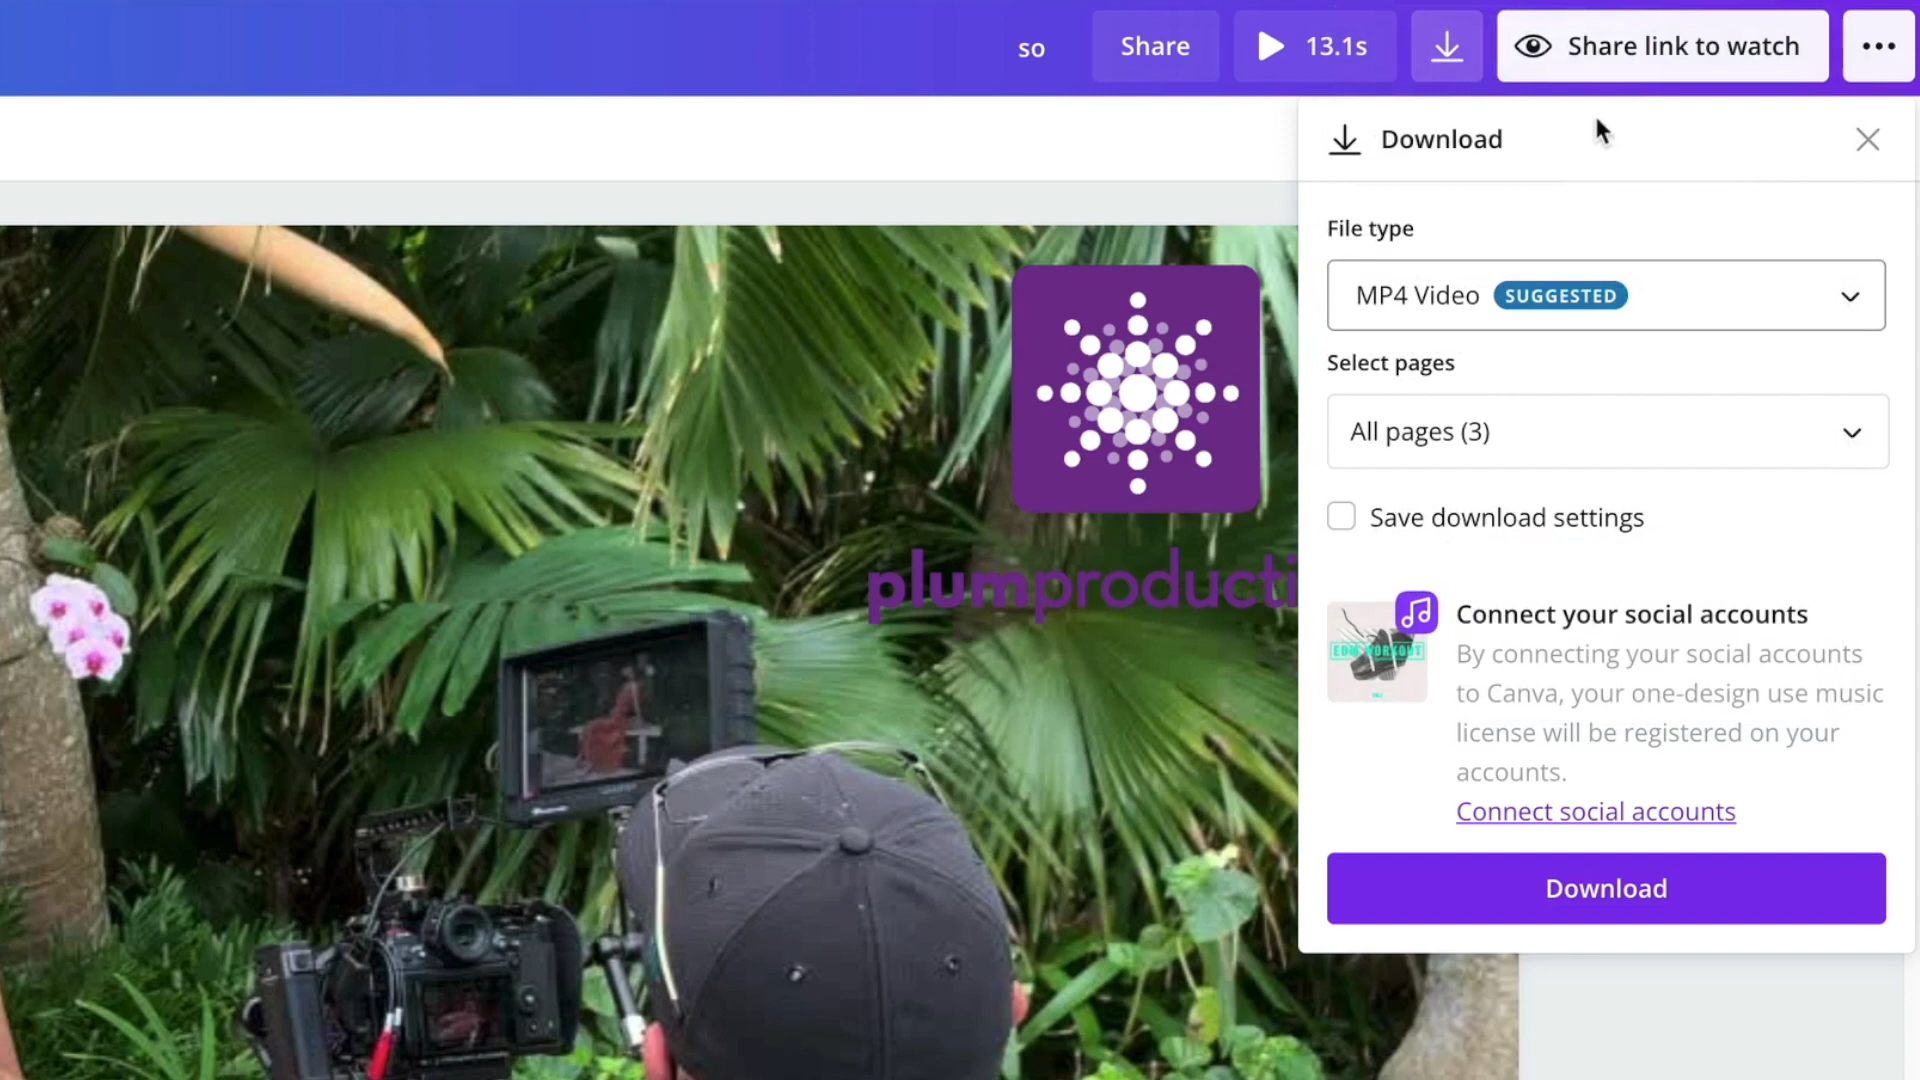 so
Share
13.1s
Share link to watch
Download
File type
MP4 Video SUGGESTED
Select pages
All pages (3)
Save download settings
plumproducti
EDM WORKOUT
Connect your social accounts
By connecting your social accounts
to Canva, your one-design use music
license will be registered on your
accounts.
Connect social accounts
Download